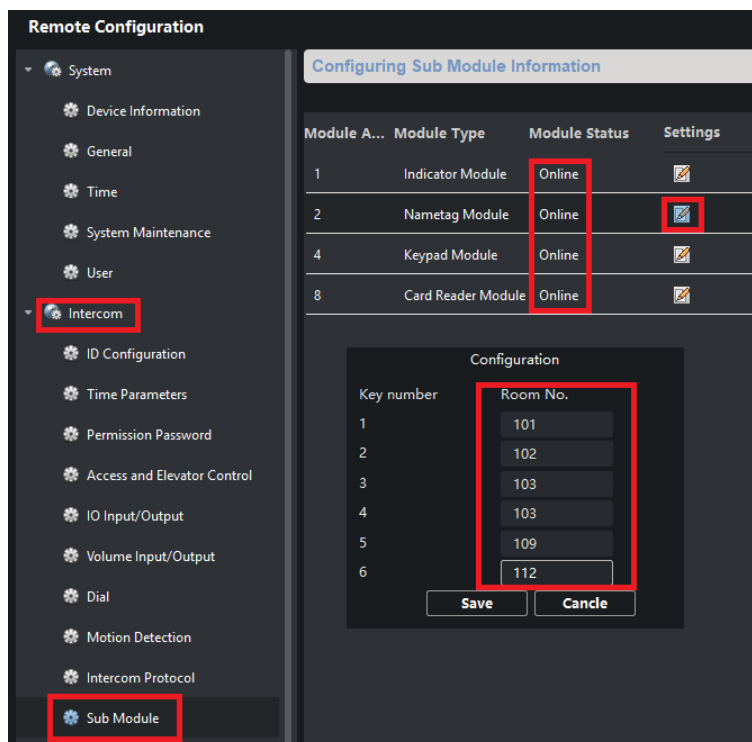 Remote Configuration
System
Device Information
General
Time
System Maintenance
User
Intercom
ID Configuration
Time Parameters
Permission Password
Access and Elevator Control
IO Input/Output
Volume Input/Output
Dial
Motion Detection
Intercom Protocol
Sub Module
Configuring Sub Module Information
Module A... Module Type Module Status Settings
1 Indicator Module Online
2 Nametag Module Online
4 Keypad Module Online
8 Card Reader Module Online
Configuration
Key number Room No.
1 101
2 102
3 103
4 103
5 109
6 112
Save Cancle